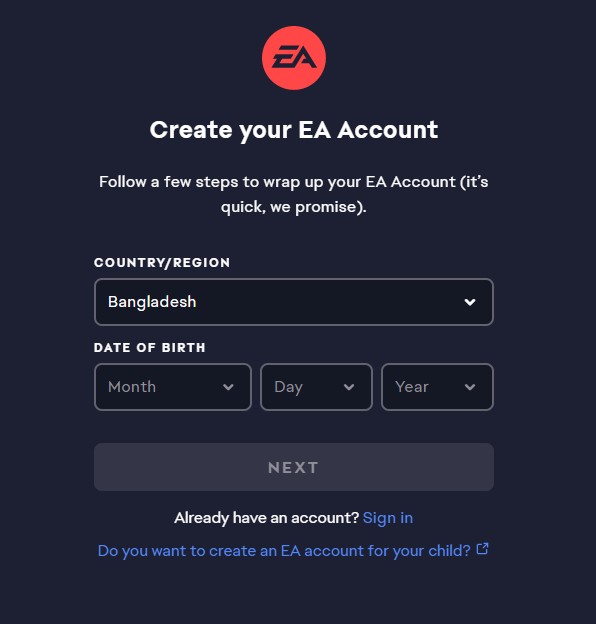 EA
Create your EA Account
Follow a few steps to wrap up your EA Account (it's
quick, we promise).
COUNTRY/REGION
Bangladesh
DATE OF BIRTH
Month Day Year
NEXT
Already have an account? Sign in
Do you want to create an EA account for your child?